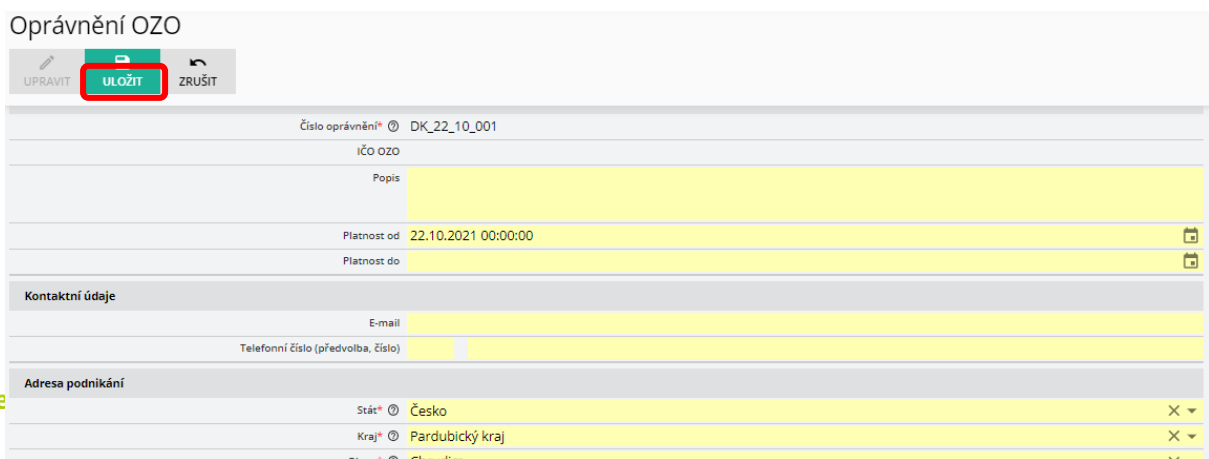 Oprávnění OZO
UPRAVIT ULOŽIT ZRUŠIT
Číslo oprávnění* DK_22_10_001
IČO OZO
Popis
Platnost od 22.10.2021 00:00:00
Platnost do
Kontaktní údaje
E-mail
Telefonní číslo (předvolba, číslo)
Adresa podnikání
e
Stát* Česko
Kraj* Pardubický kraj